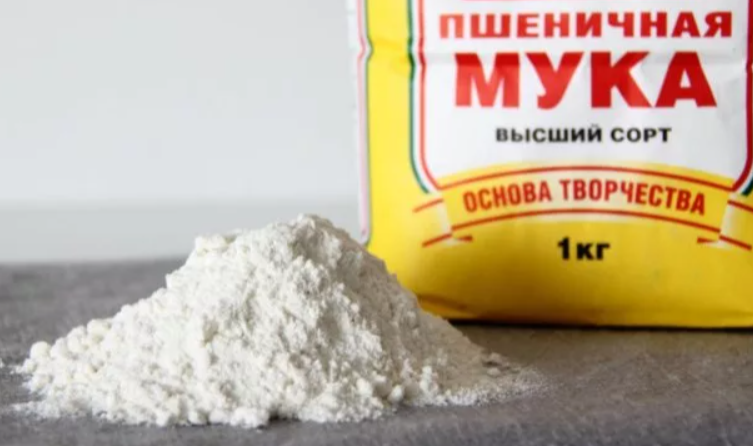 ПШЕНИЧНАЯ
МУКА
ВЫСШИЙ СОРТ
ОСНОВА ТВОРЧЕСТВА
1кг